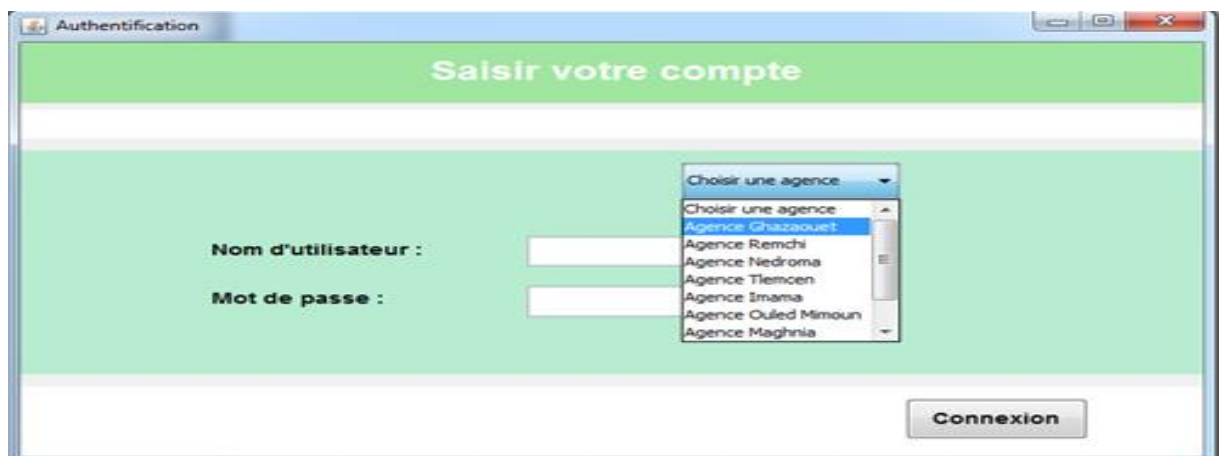 Authentification
Saisir votre compte
Choisir une agence
Choisir une agence
Agence Ghazaouet
Agence Remchi
Agence Nedroma
Agence Tlemcen
Agence Imama
Agence Ouled Mimoun
Agence Maghnia
Nom d'utilisateur :
Mot de passe :
Connexion